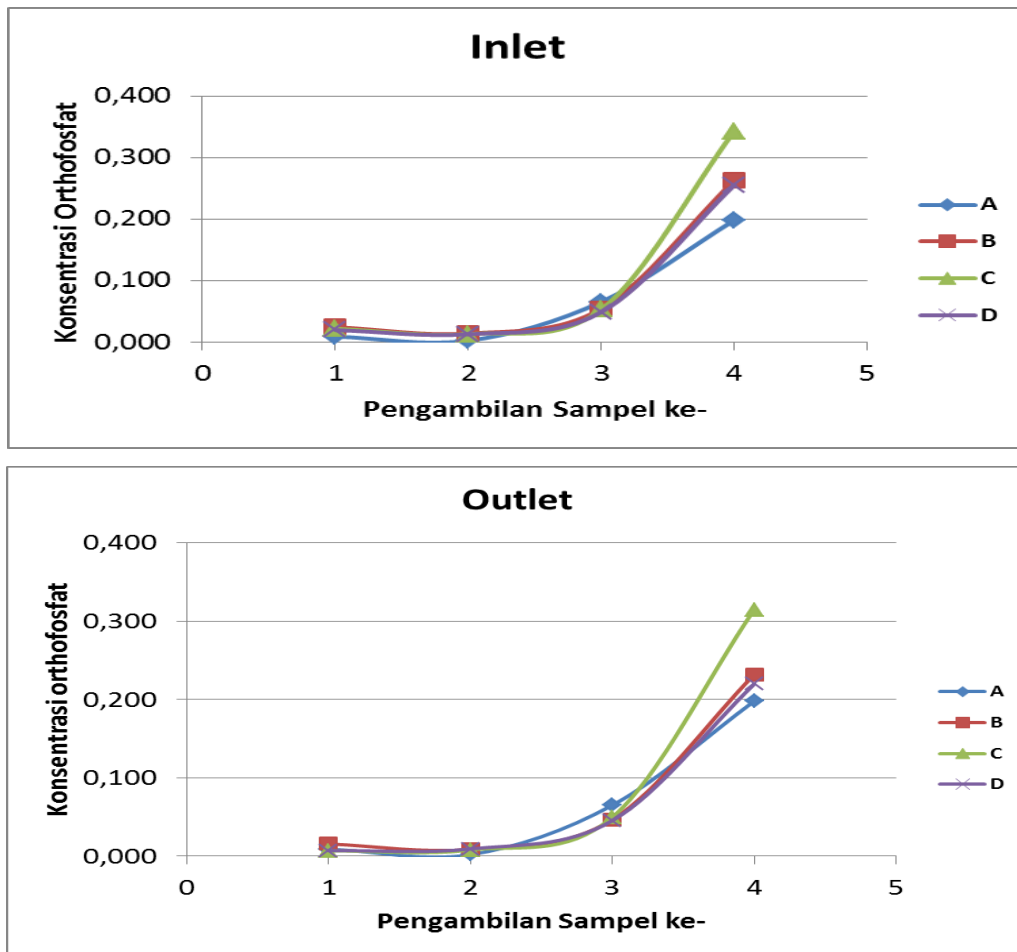 Inlet
Konsentrasi Orthofosfat
0,400
0,300
0,200
0,100
0,000
0 1 2 3 4 5
Pengambilan Sampel ke-
A
B
C
D
Outlet
Konsentrasi orthofosfat
0,400
0,300
0,200
0,100
0,000
0 1 2 3 4 5
Pengambilan Sampel ke-
A
B
C
D